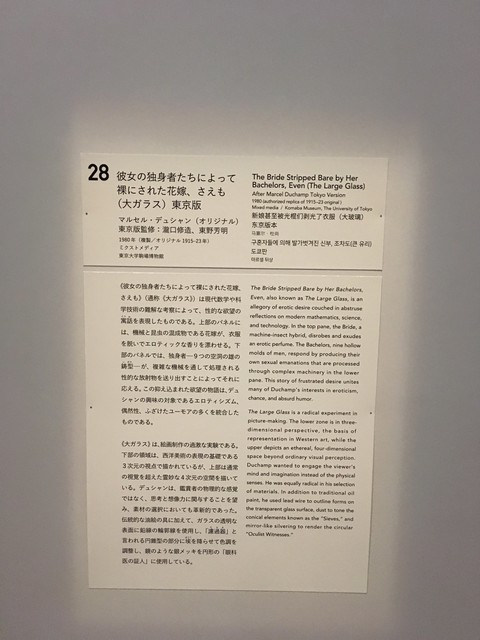 28
彼女の独身者たちによって
裸にされた花嫁、さえも
(大ガラス) 東京版
マルセル・デュシャン(オリジナル)
東京版監修:瀧口修造、東野芳明
1980年(複製/オリジナル 1915-23年)
ミクストメディア
東京大学駒場博物館
The Bride Stripped Bare by Her
Bachelors, Even (The Large Glass)
After Marcel Duchamp Tokyo Version
1980 (authorized replica of 1915–23 original)
Mixed media / Komaba Museum, The University of Tokyo
新娘甚至被光棍们剥光了衣服(大玻璃)
东京版本
马塞尔·杜尚
구혼자들에 의해 발가벗겨진 신부, 조차도(큰 유리)
도쿄판
마르셀 뒤샹
《彼女の独身者たちによって裸にされた花嫁、
さえも》(通称《大ガラス》)は現代数学や科
学技術の難解な考察によって、性的な欲望の
寓話を表現したものである。上部のパネルに
は、機械と昆虫の混成物である花嫁が、衣服
を脱いでエロティックな香りを漂わせる。下
部のパネルでは、独身者―9つの空洞の雄の
鋳型―が、複雑な機械を通して処理される
性的な放射物を送り出すことによってそれに
応える。この抑え込まれた欲望の物語は、デュ
シャンの興味の対象であるエロティシズム、
偶然性、ふざけたユーモアの多くを統合した
ものである。
《大ガラス》は、絵画制作の過激な実験である。
下部の領域は、西洋美術の表現の基礎である
3次元の視点で描かれているが、上部は通常
の視覚を超えた霊妙な4次元の空間を描いて
いる。デュシャンは、鑑賞者の物理的な感覚
ではなく、思考と想像力に関与することを望
み、素材の選択においても革新的であった。
伝統的な油絵の具に加えて、ガラスの透明な
表面に鉛線の輪郭線を使用し、「濾過器」と
言われる円錐型の部分に埃を降らせて色調を
調整し、鏡のような銀メッキを円形の「眼科
医の証人」に使用している。
The Bride Stripped Bare by Her Bachelors,
Even, also known as The Large Glass, is an
allegory of erotic desire couched in abstruse
reflections on modern mathematics, science,
and technology. In the top pane, the Bride, a
machine-insect hybrid, disrobes and exudes
an erotic perfume. The Bachelors, nine hollow
molds of men, respond by producing their
own sexual emanations that are processed
through complex machinery in the lower
pane. This story of frustrated desire unites
many of Duchamp's interests in eroticism,
chance, and absurd humor.
The Large Glass is a radical experiment in
picture-making. The lower zone is in three-
dimensional perspective, the basis of
representation in Western art, while the
upper depicts an ethereal, four-dimensional
space beyond ordinary visual perception.
Duchamp wanted to engage the viewer's
mind and imagination instead of the physical
senses. He was equally radical in his selection
of materials. In addition to traditional oil
paint, he used lead wire to outline forms on
the transparent glass surface, dust to tone the
conical elements known as the "Sieves," and
mirror-like silvering to render the circular
"Oculist Witnesses."